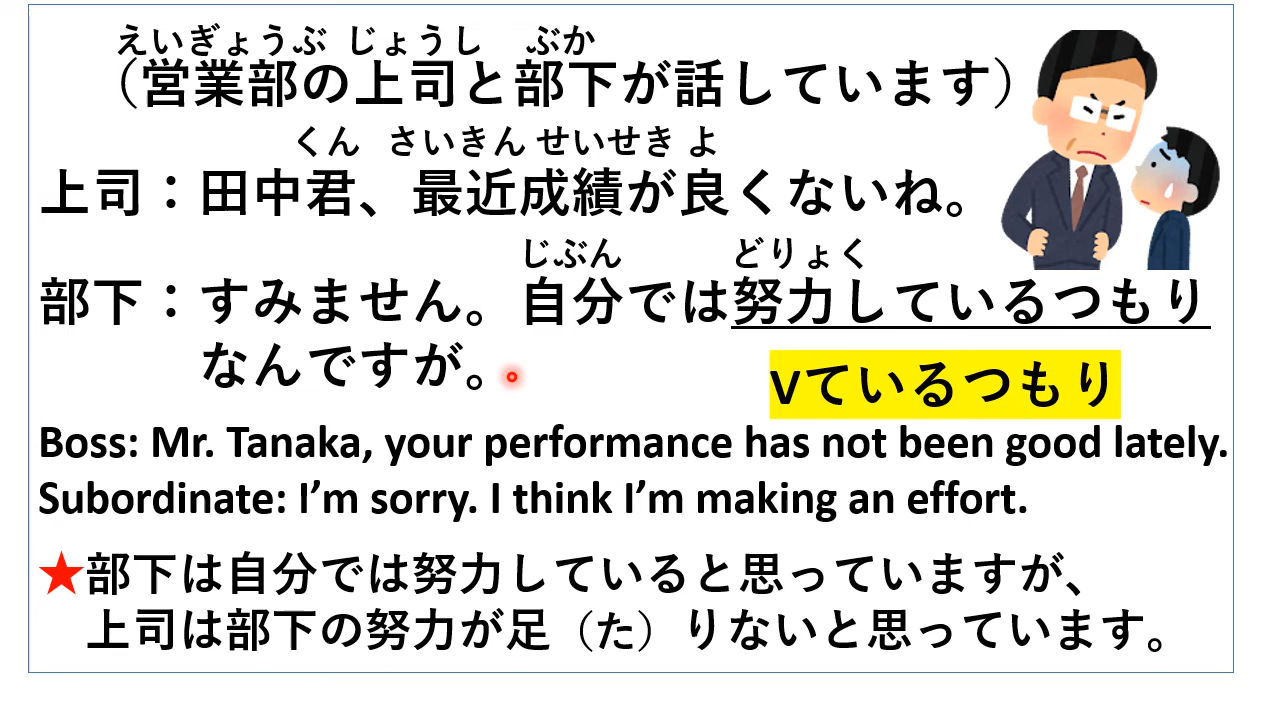 えいぎょうぶ じょうし ぶか
（営業部の上司と部下が話しています）
くん さいきん せいせき よ
上司：田中君、最近成績が良くないね。
じぶん どりょく
部下：すみません。自分では努力しているつもり
なんですが。
Vているつもり
Boss: Mr. Tanaka, your performance has not been good lately.
Subordinate: I’m sorry. I think I’m making an effort.
★部下は自分では努力していると思っていますが、
上司は部下の努力が足（た）りないと思っています。